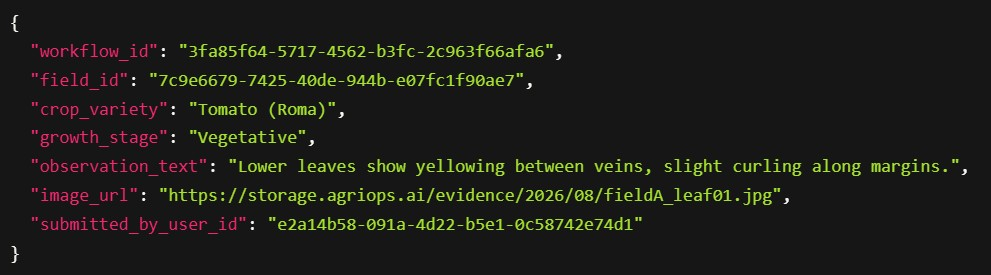 {
  "workflow_id": "3fa85f64-5717-4562-b3fc-2c963f66afa6",
  "field_id": "7c9e6679-7425-40de-944b-e07fc1f90ae7",
  "crop_variety": "Tomato (Roma)",
  "growth_stage": "Vegetative",
  "observation_text": "Lower leaves show yellowing between veins, slight curling along margins.",
  "image_url": "https://storage.agriops.ai/evidence/2026/08/fieldA_leaf01.jpg",
  "submitted_by_user_id": "e2a14b58-091a-4d22-b5e1-0c58742e74d1"
}